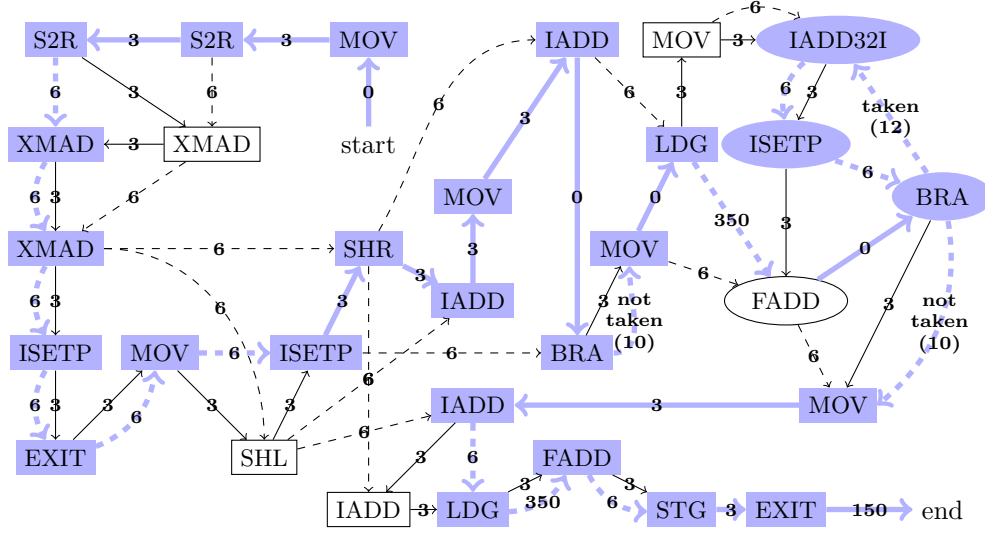 6
S2R 3 S2R 3 MOV IADD MOV 3 IADD32I
6 6 0 6 6 3
3 6 3
taken
(12)
3
XMAD 3 XMAD start LDG ISETP
6 3 6 6
MOV 0 BRA
350 3
XMAD 6 SHR 3 0 MOV 0
3 6
6 3 6 3 IADD FADD
3 not
taken
(10)
3 not
taken
(10)
ISETP MOV 6 ISETP 6 BRA 6
6 3 3 3 3 6
6 IADD 3 MOV
EXIT SHL 6 FADD
3 6 3 3
350 6
IADD 3 LDG STG 3 EXIT 150 end